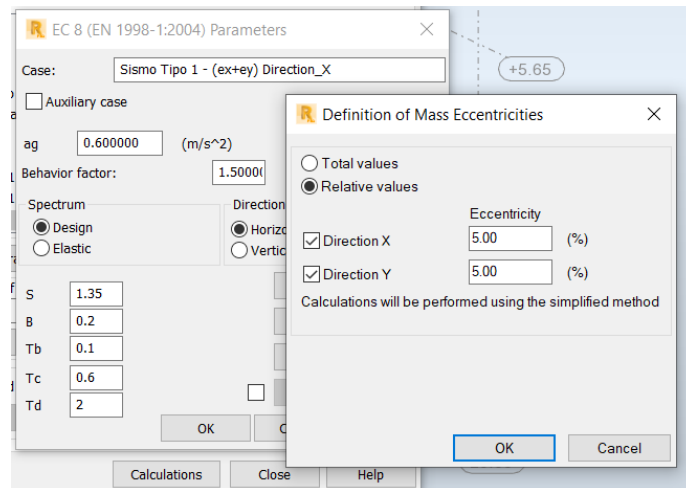 EC 8 (EN 1998-1:2004) Parameters
Case: Sismo Tipo 1 - (ex+ey) Direction_X
Auxiliary case
ag 0.600000 (m/s^2)
Behavior factor:
Spectrum
Design
Elastic
S 1.35
B 0.2
Tb 0.1
Tc 0.6
Td 2
OK
Calculations Close Help
+5.65
Definition of Mass Eccentricities
Total values
Relative values
Eccentricity
Direction X 5.00 (%)
Direction Y 5.00 (%)
Calculations will be performed using the simplified method
OK Cancel